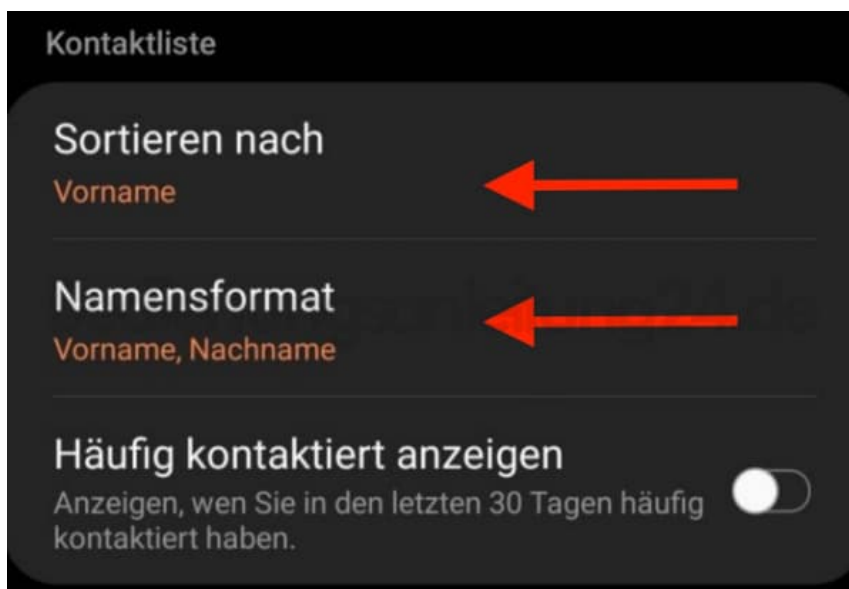 Kontaktliste
Sortieren nach
Vorname
Namensformat
Vorname, Nachname
Häufig kontaktiert anzeigen
Anzeigen, wen Sie in den letzten 30 Tagen häufig
kontaktiert haben.